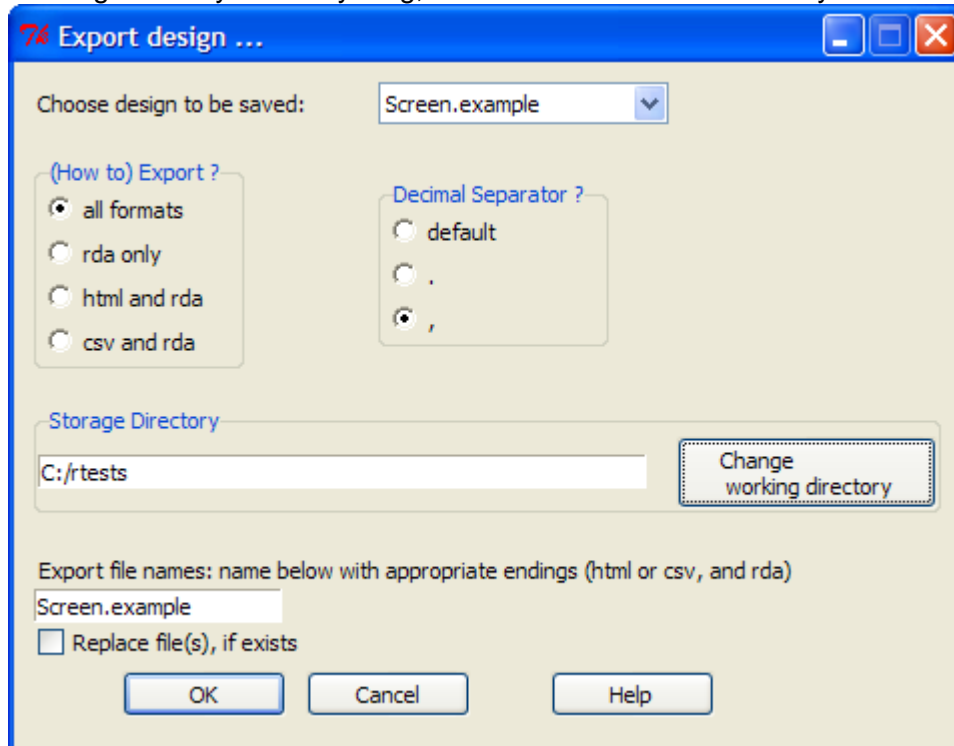 Export design ...
Choose design to be saved:
Screen.example
(How to) Export ?
all formats
rda only
html and rda
csv and rda
Decimal Separator ?
default
.
,
Storage Directory
C:/rtests
Change
working directory
Export file names: name below with appropriate endings (html or csv, and rda)
Screen.example
Replace file(s), if exists
OK
Cancel
Help